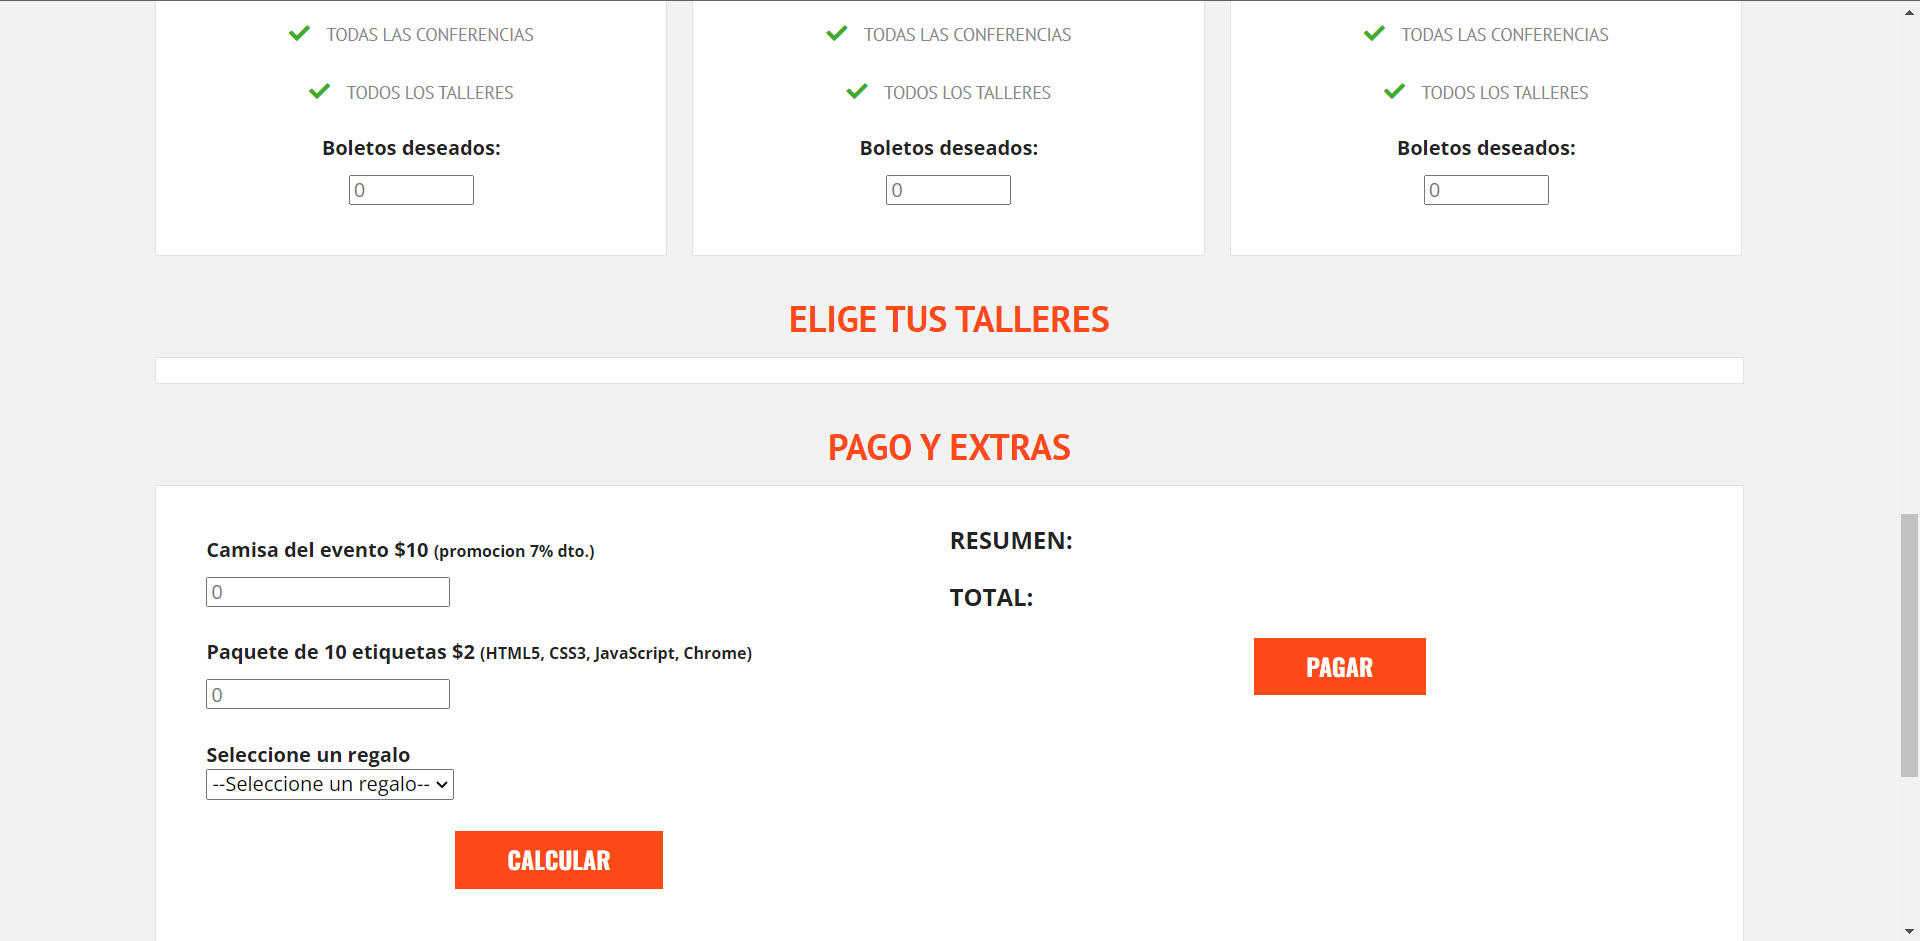 TODAS LAS CONFERENCIAS
TODOS LOS TALLERES
Boletos deseados:
0
TODAS LAS CONFERENCIAS
TODOS LOS TALLERES
Boletos deseados:
0
TODAS LAS CONFERENCIAS
TODOS LOS TALLERES
Boletos deseados:
0
ELIGE TUS TALLERES
PAGO Y EXTRAS
Camisa del evento $10 (promocion 7% dto.)
0
Paquete de 10 etiquetas $2 (HTML5, CSS3, JavaScript, Chrome)
0
Seleccione un regalo
--Seleccione un regalo--
CALCULAR
RESUMEN:
TOTAL:
PAGAR